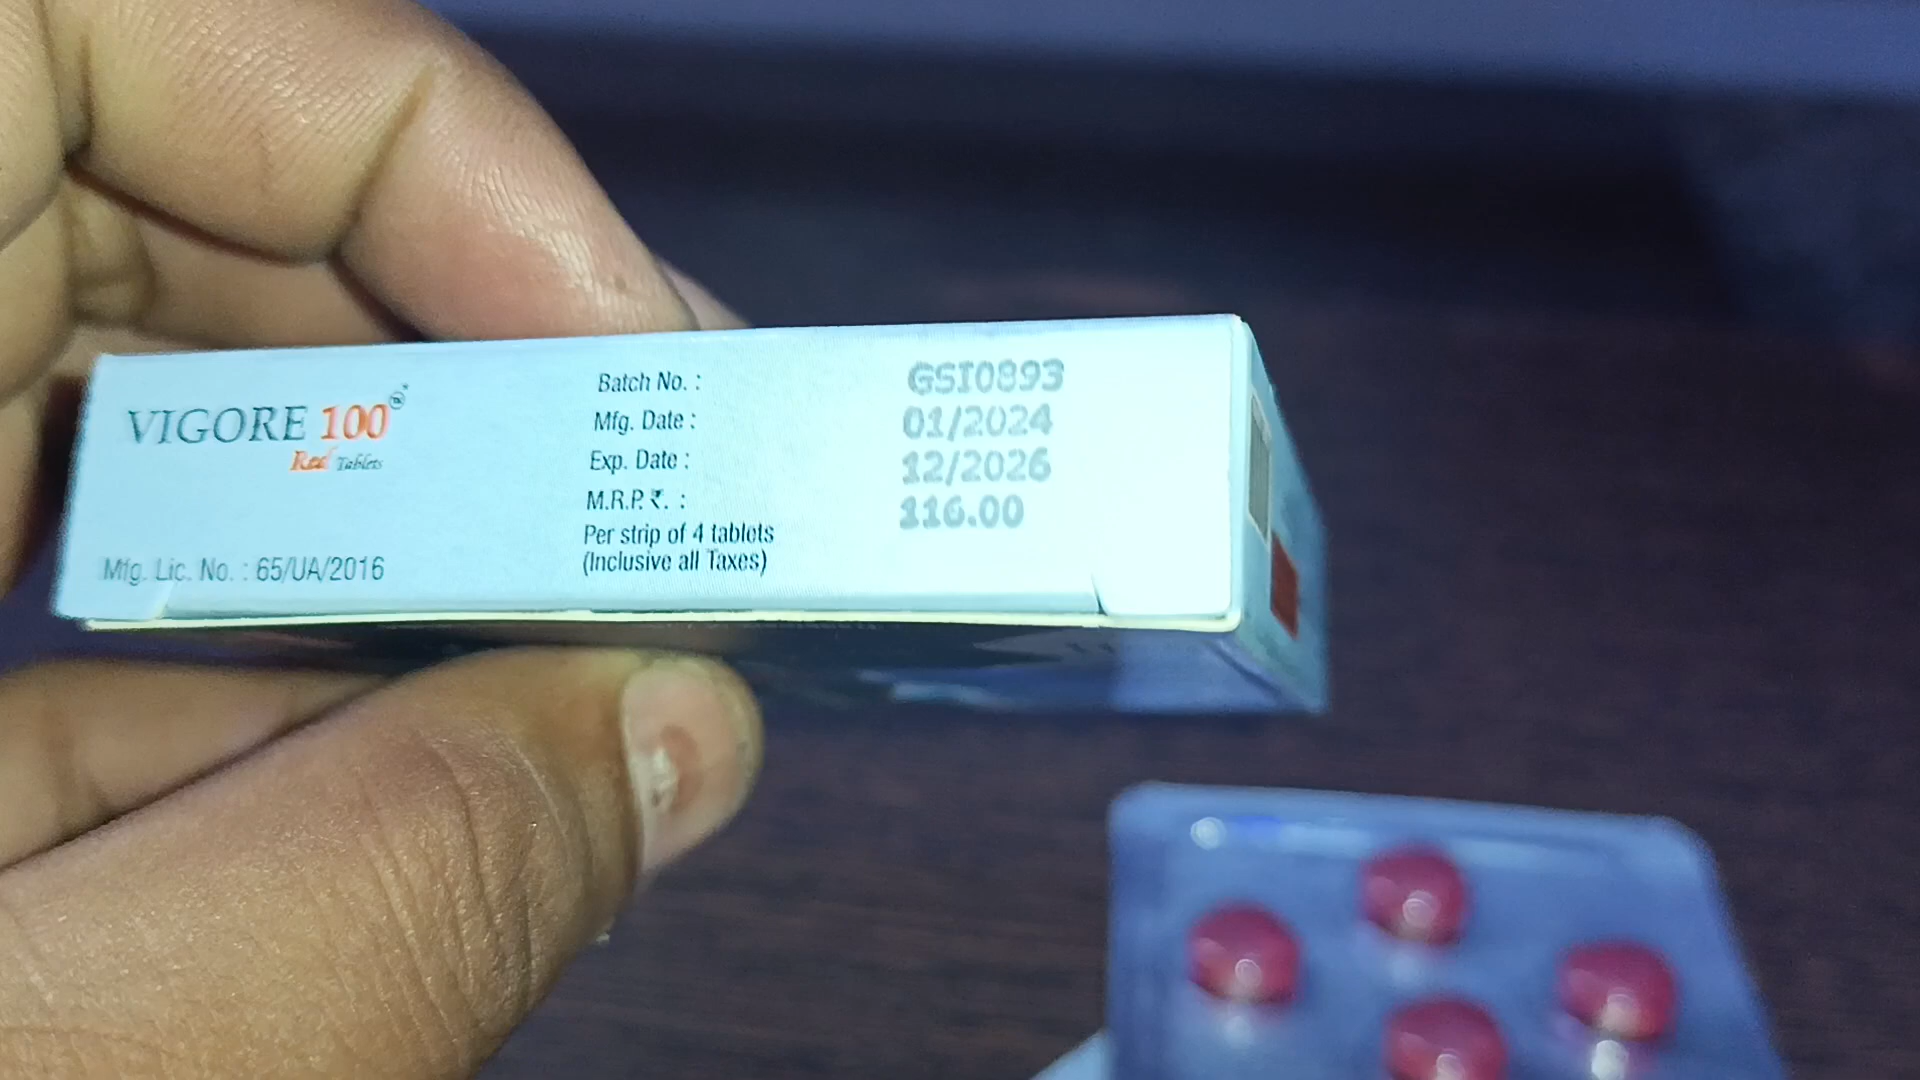 VIGORE 100
Red Tablets
Mfg. Lic. No. : 65/UA/2016
Batch No. : GSI0893
Mfg. Date : 01/2024
Exp. Date : 12/2026
M.R.P. ₹. : 116.00
Per strip of 4 tablets
(Inclusive all Taxes)